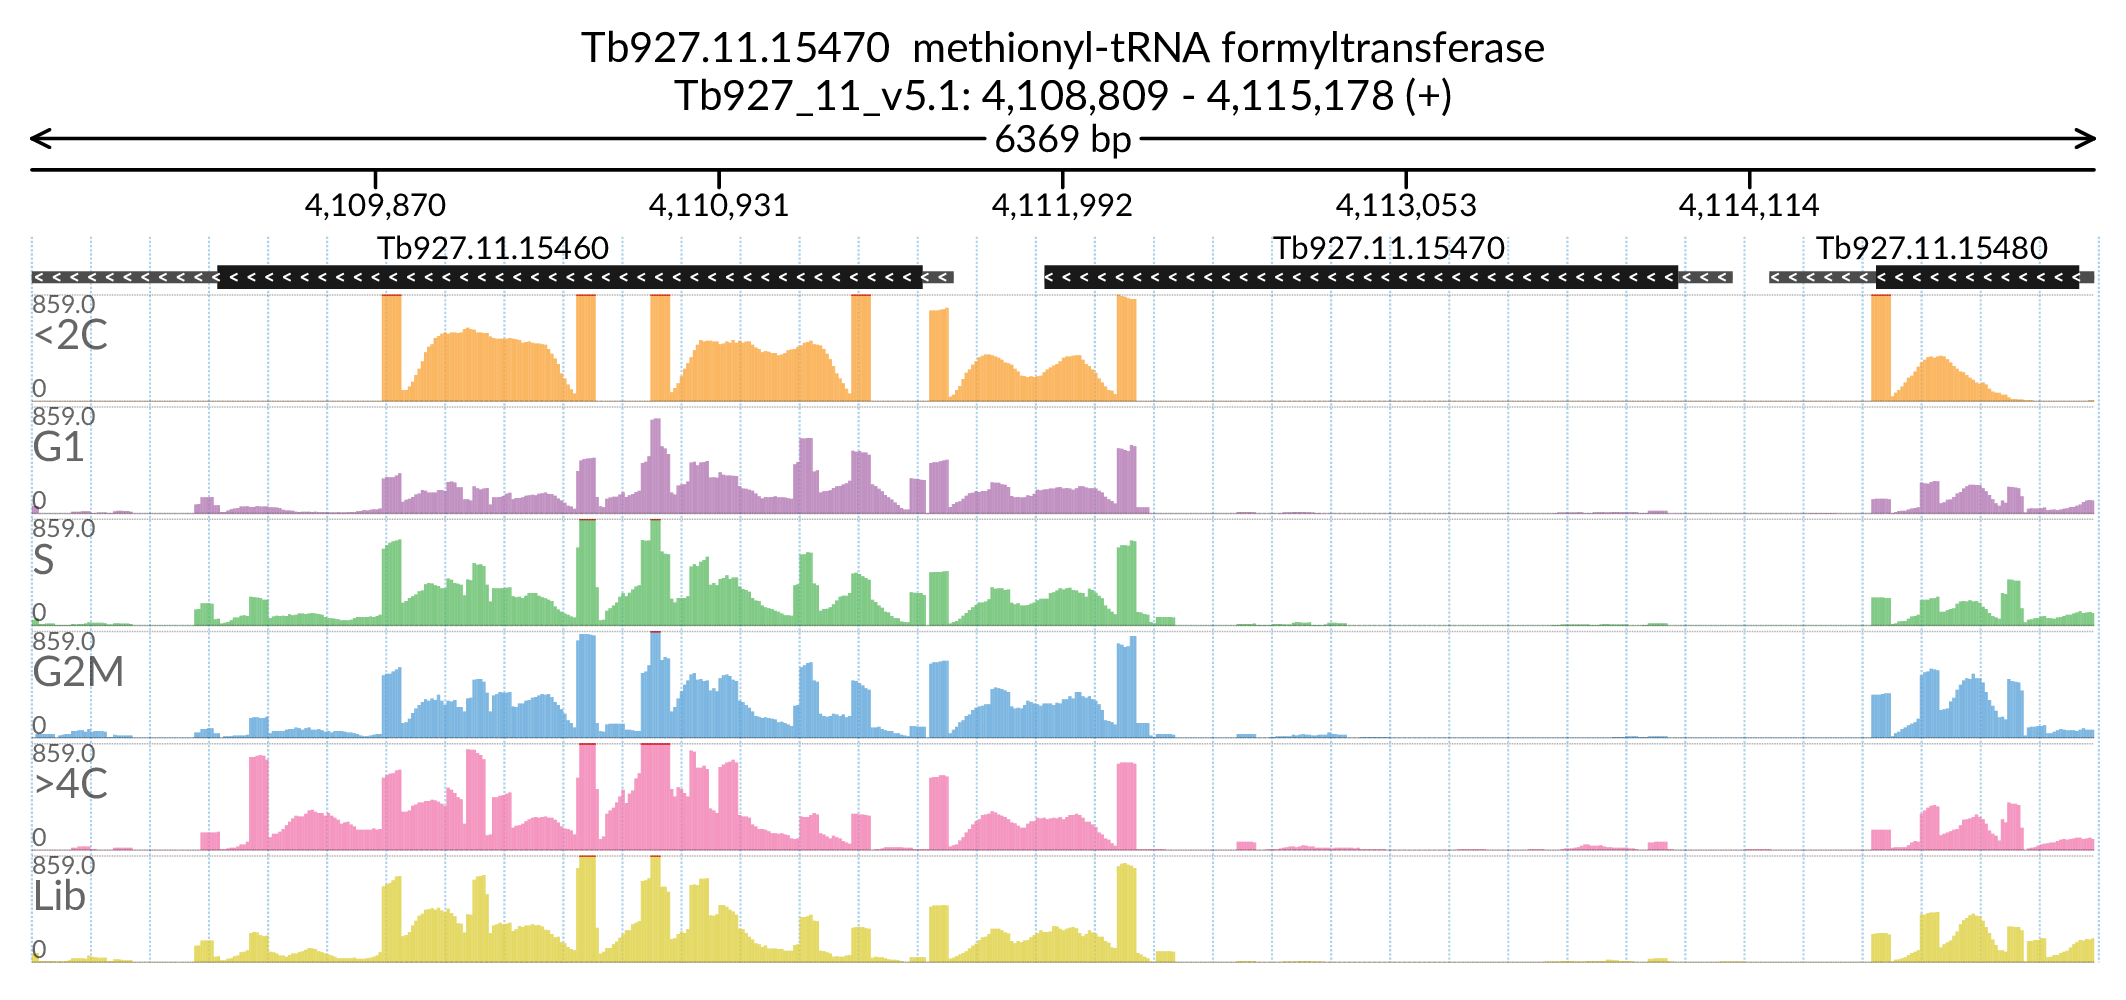 Tb927.11.15470 methionyl-tRNA formyltransferase
Tb927_11_v5.1: 4,108,809 - 4,115,178 (+)
6369 bp
4,109,870 4,110,931 4,111,992 4,113,053 4,114,114
Tb927.11.15460 Tb927.11.15470 Tb927.11.15480
859.0
<2C
0
859.0
G1
0
859.0
S
0
859.0
G2M
0
859.0
>4C
0
859.0
Lib
0